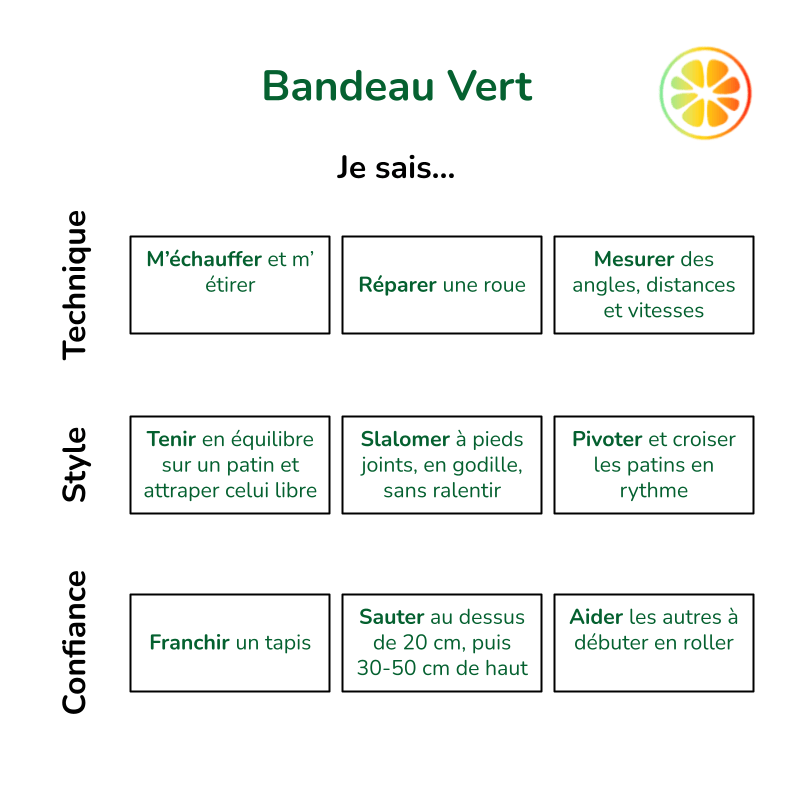 Bandeau Vert
Je sais...
Technique
M’échauffer et m’
étirer
Réparer une roue
Mesurer des
angles, distances
et vitesses
Style
Tenir en équilibre
sur un patin et
attraper celui libre
Slalomer à pieds
joints, en godille,
sans ralentir
Pivoter et croiser
les patins en
rythme
Confiance
Franchir un tapis
Sauter au dessus
de 20 cm, puis
30-50 cm de haut
Aider les autres à
débuter en roller